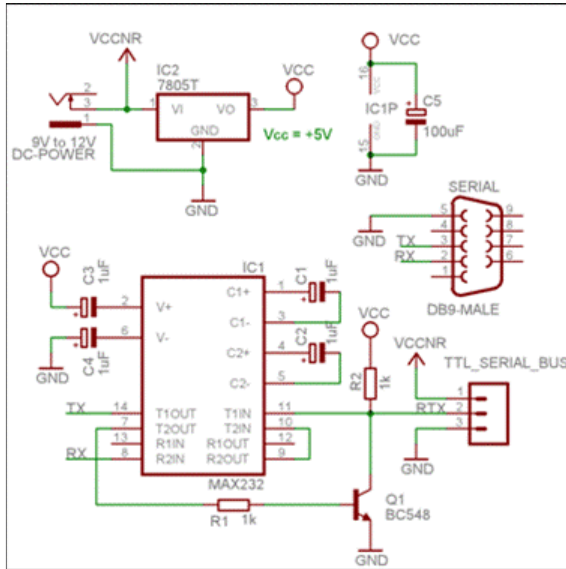 VCCNR
IC2
7805T
VCC
2
3
1
1
VI
VO
3
GND
2
9V to 12V
DC-POWER
Vcc = +5V
GND
VCC
16
VCC
IC1P
GND
15
C5
100uF
GND
SERIAL
5
9
4
8
TX
3
7
RX
2
6
1
GND
DB9-MALE
VCC
C3
1uF
IC1
C1
1uF
2
V+
C1+
1
6
V-
C1-
3
C4
1uF
GND
C2+
4
C2
1uF
C2-
5
TX
14
T1OUT
T1IN
11
7
T2OUT
T2IN
10
13
R1IN
R1OUT
12
RX
8
R2IN
R2OUT
9
MAX232
VCC
R2
1k
VCCNR
TTL_SERIAL_BUS
1
RTX
2
3
GND
R1
1k
Q1
BC548
GND